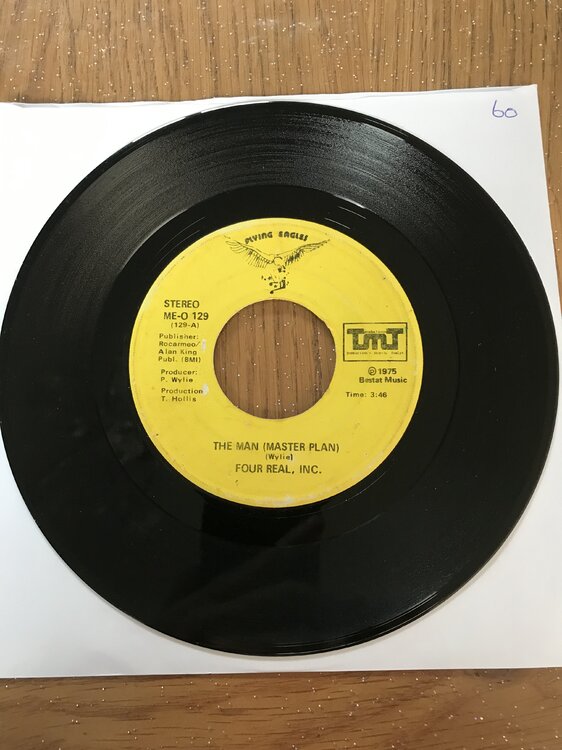 60
FLYING EAGLES
STEREO
ME-O 129
(129-A)
Publisher:
Rocarmeo/
Alan King
Publ. (BMI)
Producer:
P. Wylie
Production
T. Hollis
TMT
℗ 1975
Bestat Music
Time: 3:46
THE MAN (MASTER PLAN)
(Wylie)
FOUR REAL, INC.